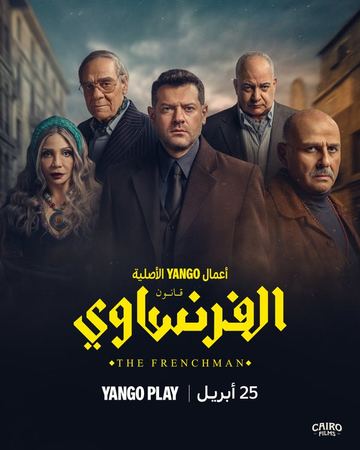 أعمال YANGO الأصلية
قانون
الفرنساوي
THE FRENCHMAN
25 أبريل | YANGO PLAY
CAIRO
FILMS